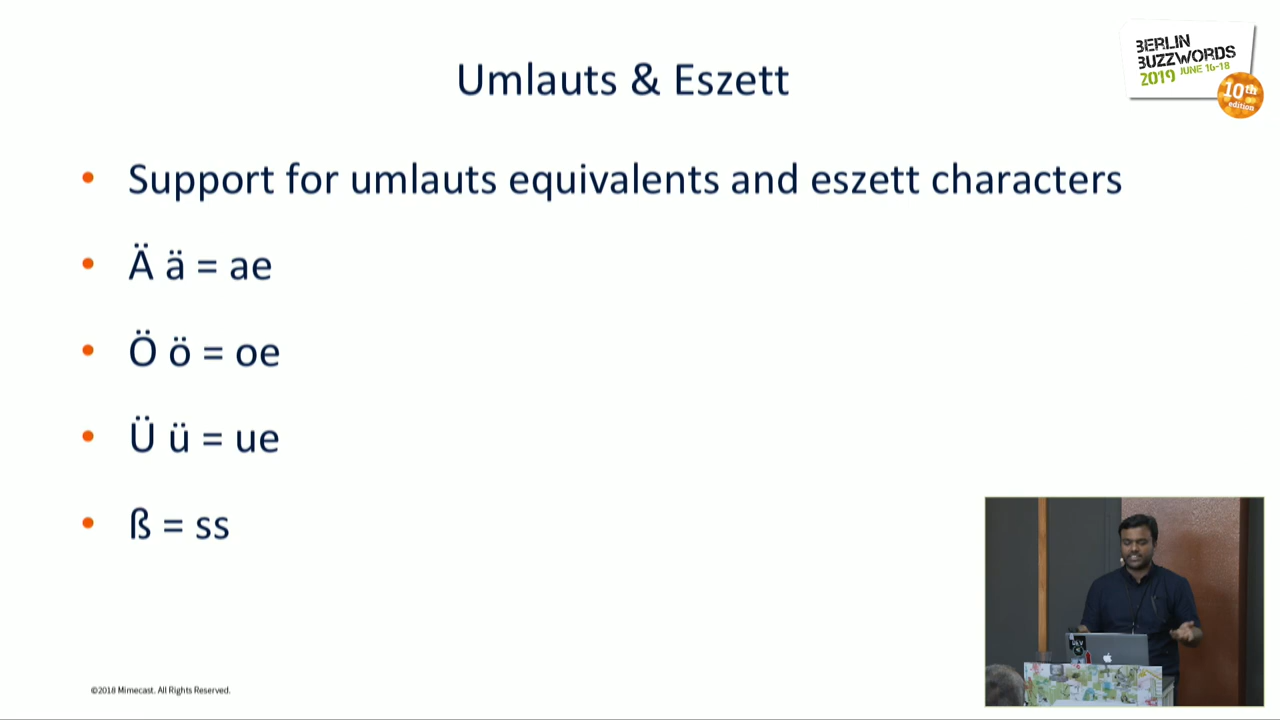 Umlauts & Eszett
BERLIN
BUZZWORDS
2019 JUNE 16-18
10th
edition
• Support for umlauts equivalents and eszett characters
• Ä ä = ae
• Ö ö = oe
• Ü ü = ue
• ß = ss
©2018 Mimecast. All Rights Reserved.